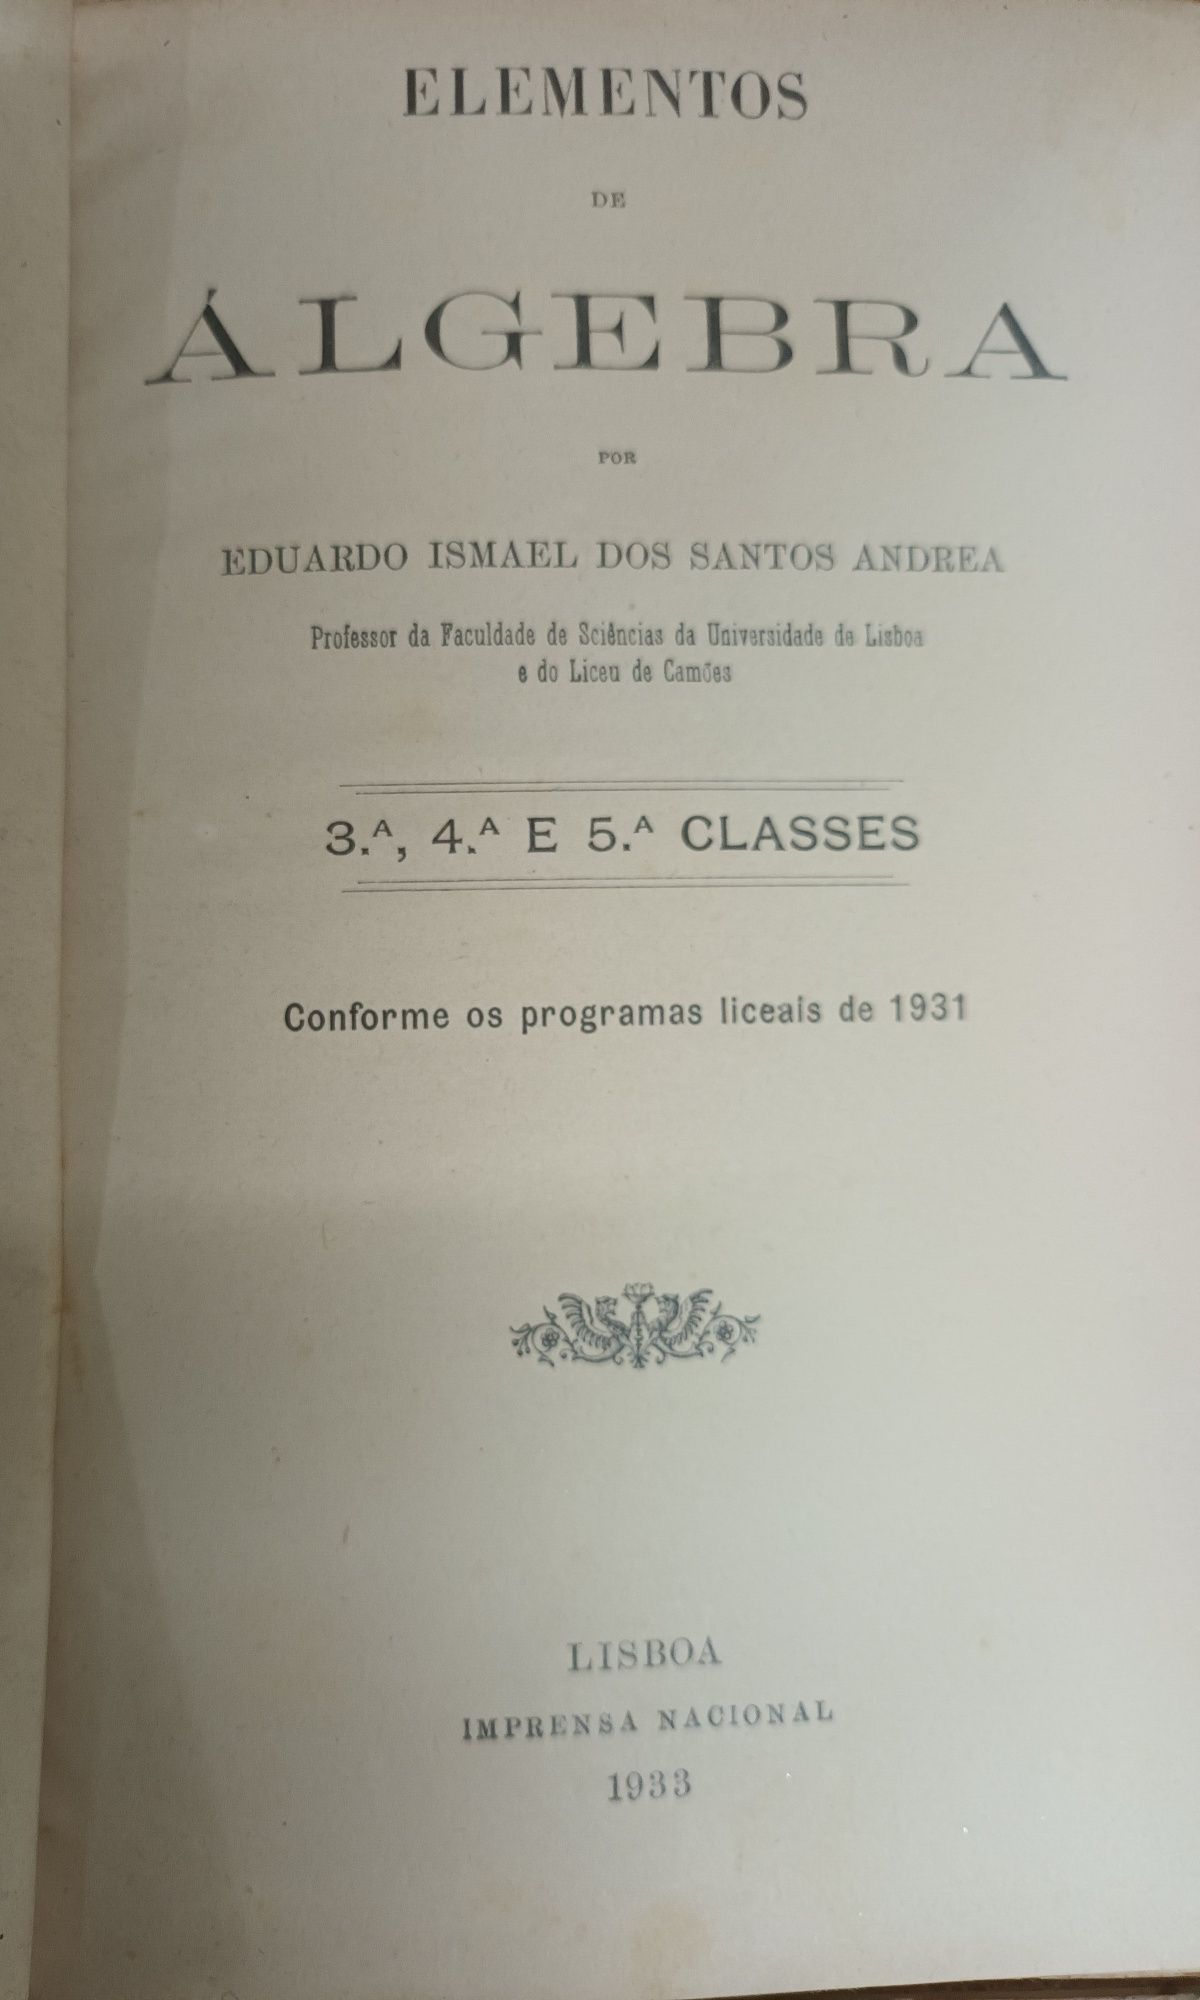 ELEMENTOS
DE
ÁLGEBRA
POR
EDUARDO ISMAEL DOS SANTOS ANDREA
Professor da Faculdade de Sciências da Universidade de Lisboa
e do Liceu de Camões
3.ᴬ, 4.ᴬ E 5.ᴬ CLASSES
Conforme os programas liceais de 1931
LISBOA
IMPRENSA NACIONAL
1933